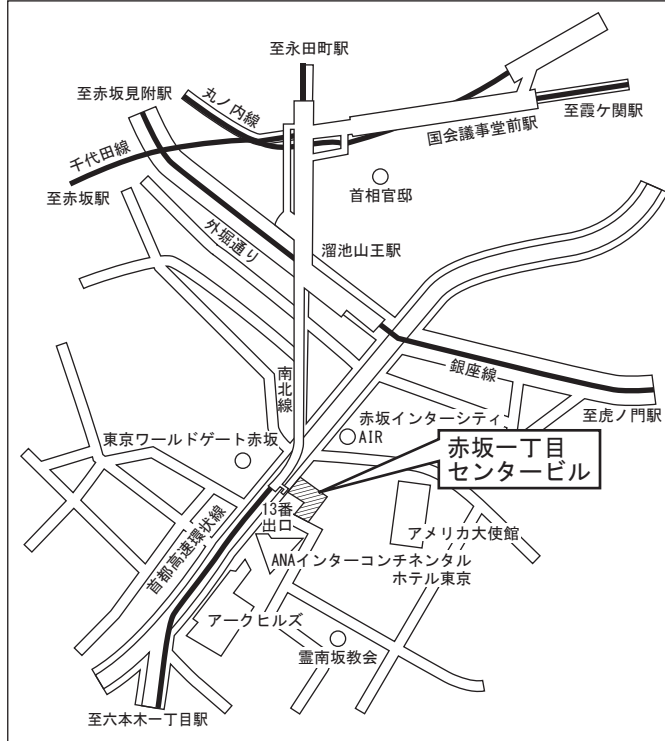 至永田町駅
至赤坂見附駅
丸ノ内線
至霞ケ関駅
国会議事堂前駅
千代田線
至赤坂駅
首相官邸
外堀通り
溜池山王駅
南北線
銀座線
至虎ノ門駅
赤坂インターシティ
AIR
赤坂一丁目
センタービル
東京ワールドゲート赤坂
13番
出口
アメリカ大使館
首都高速環状線
ANAインターコンチネンタル
ホテル東京
アークヒルズ
霊南坂教会
至六本木一丁目駅